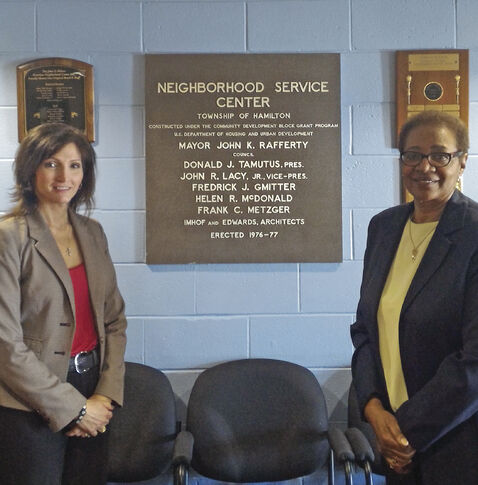 NEIGHBORHOOD SERVICE
CENTER
TOWNSHIP OF HAMILTON
CONSTRUCTED UNDER THE COMMUNITY DEVELOPMENT BLOCK GRANT PROGRAM
U.S. DEPARTMENT OF HOUSING AND URBAN DEVELOPMENT
MAYOR JOHN K. RAFFERTY
COUNCIL
DONALD J. TAMUTUS, PRES.
JOHN R. LACY, JR., VICE-PRES.
FREDRICK J. GMITTER
HELEN R. McDONALD
FRANK C. METZGER
IMHOF AND EDWARDS, ARCHITECTS
ERECTED 1976-77